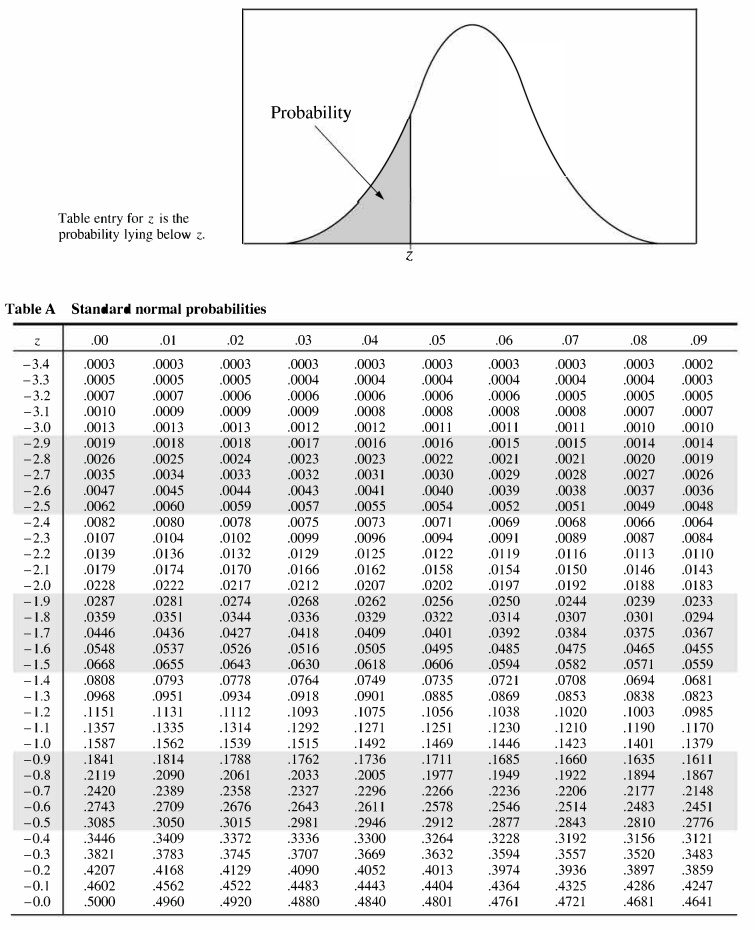 Probability
Table entry for z is the
probability lying below z.
z
Table A Standard normal probabilities
z .00 .01 .02 .03 .04 .05 .06 .07 .08 .09
−3.4 .0003 .0003 .0003 .0003 .0003 .0003 .0003 .0003 .0003 .0002
−3.3 .0005 .0005 .0005 .0004 .0004 .0004 .0004 .0004 .0004 .0003
−3.2 .0007 .0007 .0006 .0006 .0006 .0006 .0006 .0005 .0005 .0005
−3.1 .0010 .0009 .0009 .0009 .0008 .0008 .0008 .0008 .0007 .0007
−3.0 .0013 .0013 .0013 .0012 .0012 .0011 .0011 .0011 .0010 .0010
−2.9 .0019 .0018 .0018 .0017 .0016 .0016 .0015 .0015 .0014 .0014
−2.8 .0026 .0025 .0024 .0023 .0023 .0022 .0021 .0021 .0020 .0019
−2.7 .0035 .0034 .0033 .0032 .0031 .0030 .0029 .0028 .0027 .0026
−2.6 .0047 .0045 .0044 .0043 .0041 .0040 .0039 .0038 .0037 .0036
−2.5 .0062 .0060 .0059 .0057 .0055 .0054 .0052 .0051 .0049 .0048
−2.4 .0082 .0080 .0078 .0075 .0073 .0071 .0069 .0068 .0066 .0064
−2.3 .0107 .0104 .0102 .0099 .0096 .0094 .0091 .0089 .0087 .0084
−2.2 .0139 .0136 .0132 .0129 .0125 .0122 .0119 .0116 .0113 .0110
−2.1 .0179 .0174 .0170 .0166 .0162 .0158 .0154 .0150 .0146 .0143
−2.0 .0228 .0222 .0217 .0212 .0207 .0202 .0197 .0192 .0188 .0183
−1.9 .0287 .0281 .0274 .0268 .0262 .0256 .0250 .0244 .0239 .0233
−1.8 .0359 .0351 .0344 .0336 .0329 .0322 .0314 .0307 .0301 .0294
−1.7 .0446 .0436 .0427 .0418 .0409 .0401 .0392 .0384 .0375 .0367
−1.6 .0548 .0537 .0526 .0516 .0505 .0495 .0485 .0475 .0465 .0455
−1.5 .0668 .0655 .0643 .0630 .0618 .0606 .0594 .0582 .0571 .0559
−1.4 .0808 .0793 .0778 .0764 .0749 .0735 .0721 .0708 .0694 .0681
−1.3 .0968 .0951 .0934 .0918 .0901 .0885 .0869 .0853 .0838 .0823
−1.2 .1151 .1131 .1112 .1093 .1075 .1056 .1038 .1020 .1003 .0985
−1.1 .1357 .1335 .1314 .1292 .1271 .1251 .1230 .1210 .1190 .1170
−1.0 .1587 .1562 .1539 .1515 .1492 .1469 .1446 .1423 .1401 .1379
−0.9 .1841 .1814 .1788 .1762 .1736 .1711 .1685 .1660 .1635 .1611
−0.8 .2119 .2090 .2061 .2033 .2005 .1977 .1949 .1922 .1894 .1867
−0.7 .2420 .2389 .2358 .2327 .2296 .2266 .2236 .2206 .2177 .2148
−0.6 .2743 .2709 .2676 .2643 .2611 .2578 .2546 .2514 .2483 .2451
−0.5 .3085 .3050 .3015 .2981 .2946 .2912 .2877 .2843 .2810 .2776
−0.4 .3446 .3409 .3372 .3336 .3300 .3264 .3228 .3192 .3156 .3121
−0.3 .3821 .3783 .3745 .3707 .3669 .3632 .3594 .3557 .3520 .3483
−0.2 .4207 .4168 .4129 .4090 .4052 .4013 .3974 .3936 .3897 .3859
−0.1 .4602 .4562 .4522 .4483 .4443 .4404 .4364 .4325 .4286 .4247
−0.0 .5000 .4960 .4920 .4880 .4840 .4801 .4761 .4721 .4681 .4641